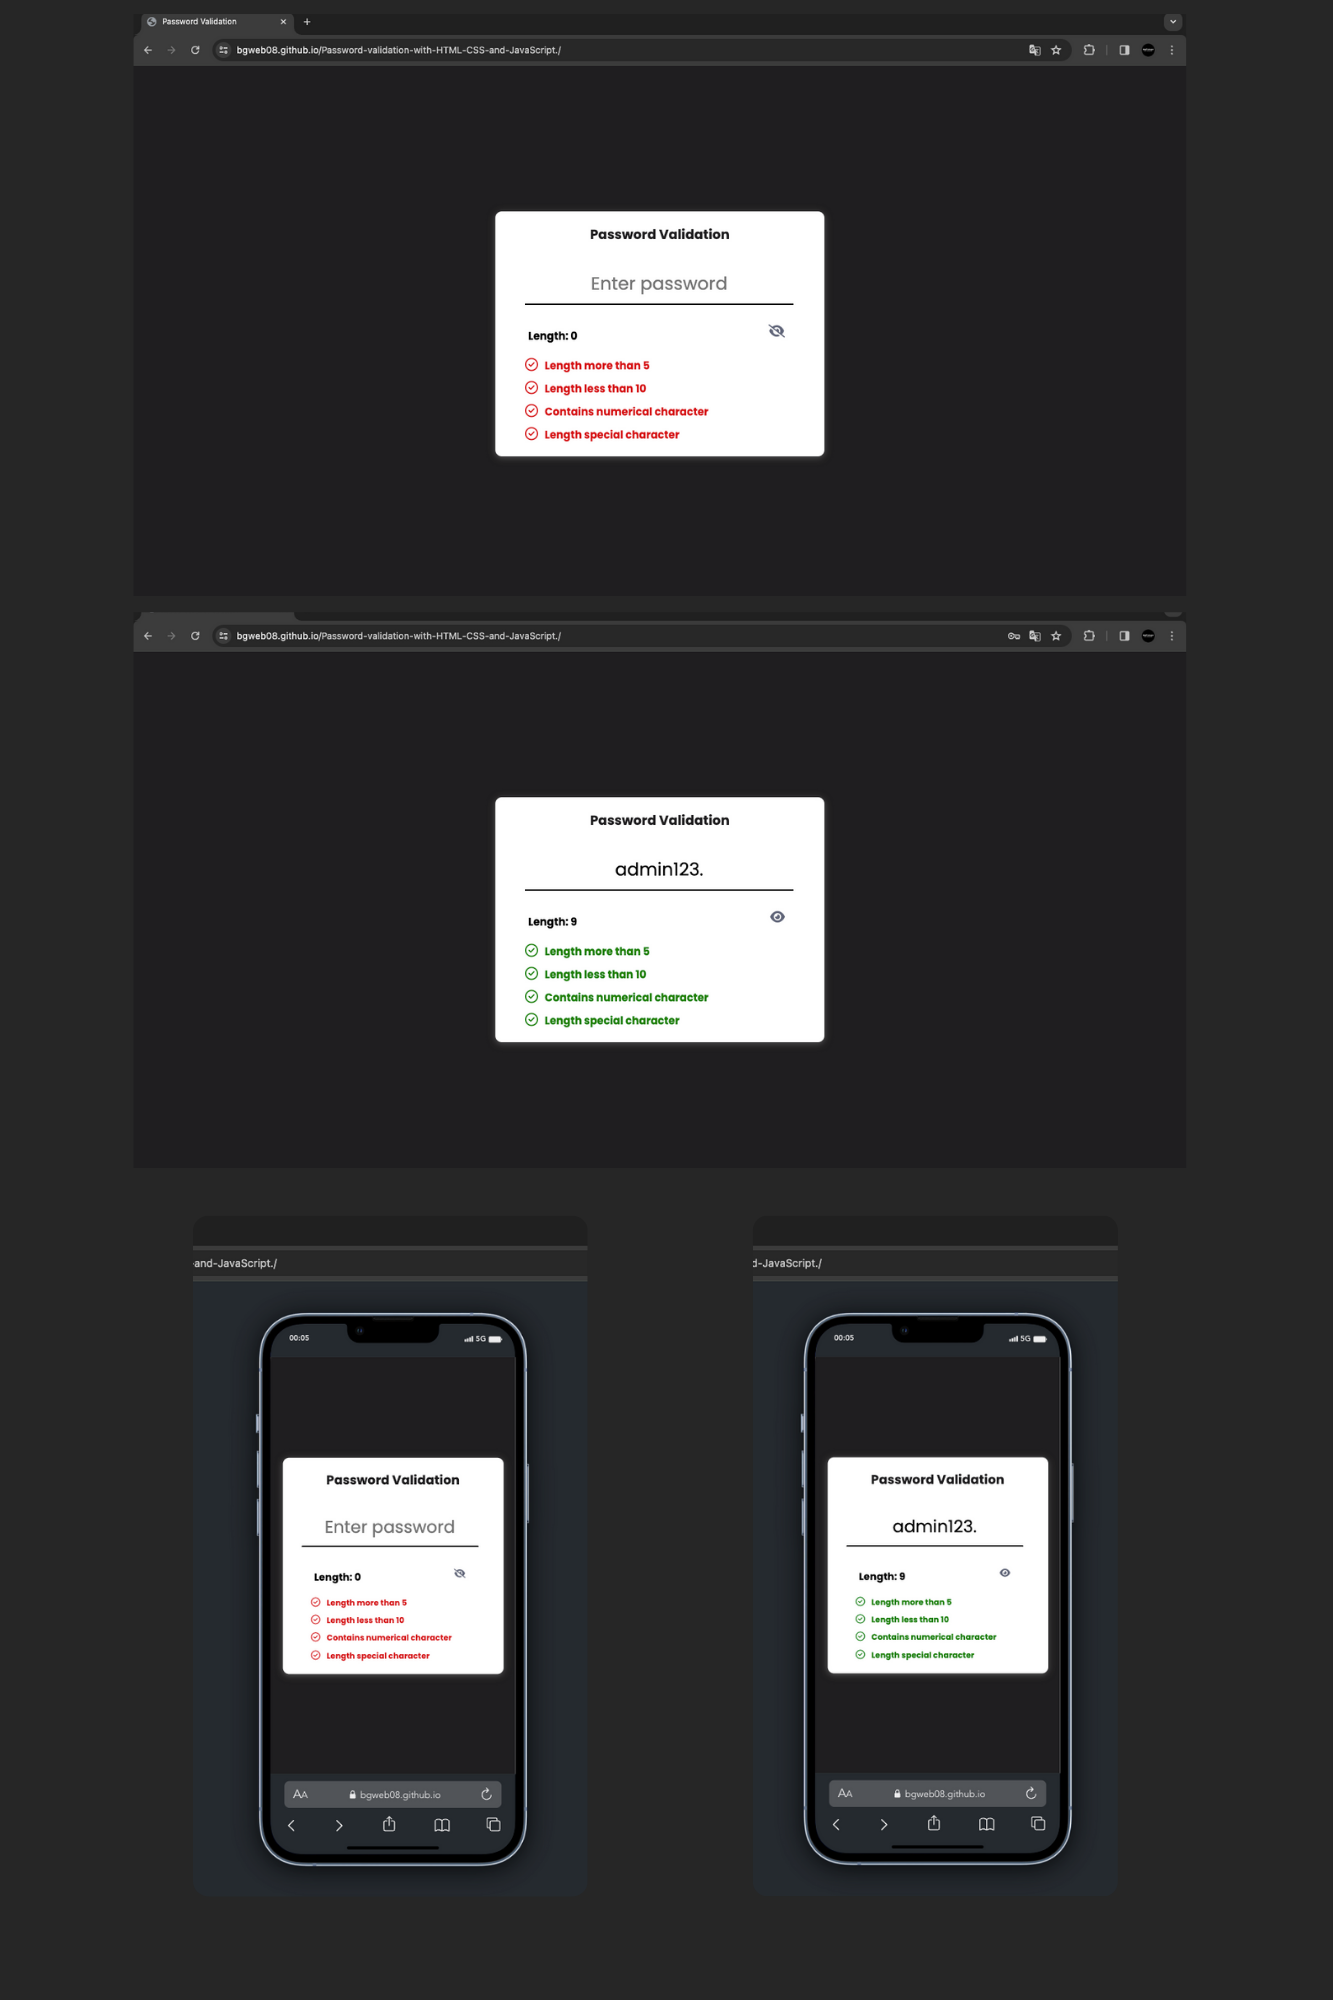 Password Validation
bgweb08.github.io/Password-validation-with-HTML-CSS-and-JavaScript./
Password Validation
Enter password
Length: 0
Length more than 5
Length less than 10
Contains numerical character
Length special character
bgweb08.github.io/Password-validation-with-HTML-CSS-and-JavaScript./
Password Validation
admin123.
Length: 9
Length more than 5
Length less than 10
Contains numerical character
Length special character
-and-JavaScript./
00:05
5G
Password Validation
Enter password
Length: 0
Length more than 5
Length less than 10
Contains numerical character
Length special character
AA
bgweb08.github.io
d-JavaScript./
00:05
5G
Password Validation
admin123.
Length: 9
Length more than 5
Length less than 10
Contains numerical character
Length special character
AA
bgweb08.github.io